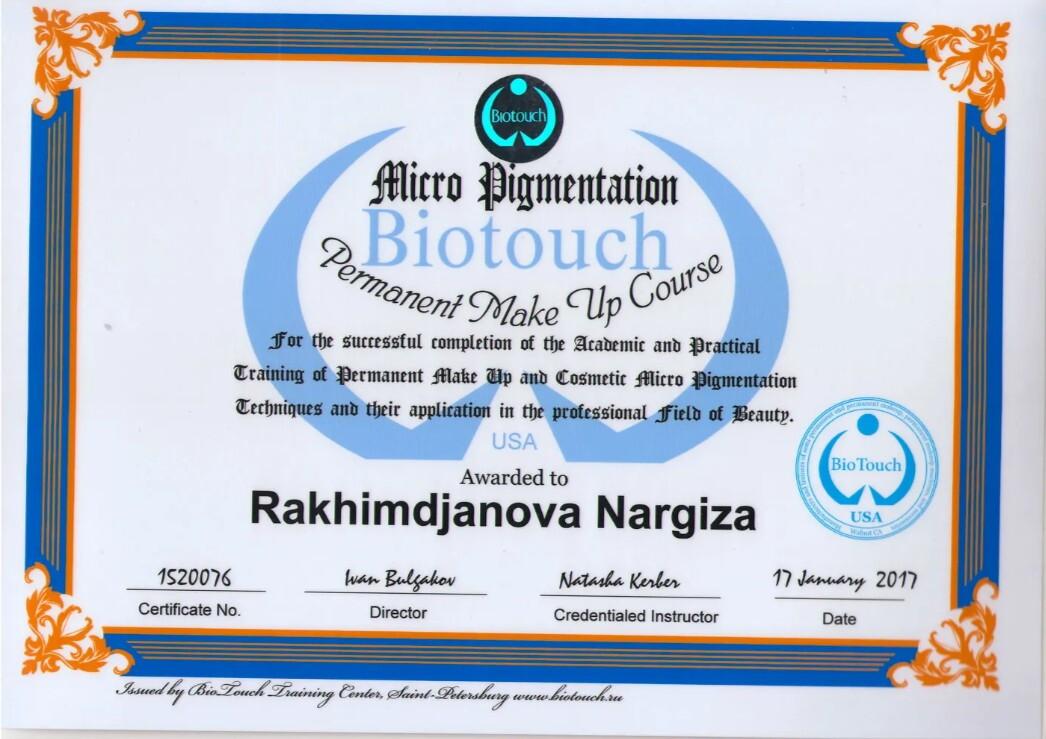 Biotouch
Micro Pigmentation
Biotouch
Permanent Make Up Course
For the successful completion of the Academic and Practical
Training of Permanent Make Up and Cosmetic Micro Pigmentation
Techniques and their application in the professional Field of Beauty.
USA
BioTouch
USA
Walnut CA
Awarded to
Rakhimdjanova Nargiza
1S20076 Ivan Bulgakov Natasha Kerber 17 January 2017
Certificate No. Director Credentialed Instructor Date
Issued by BioTouch Training Center, Saint-Petersburg www.biotouch.ru